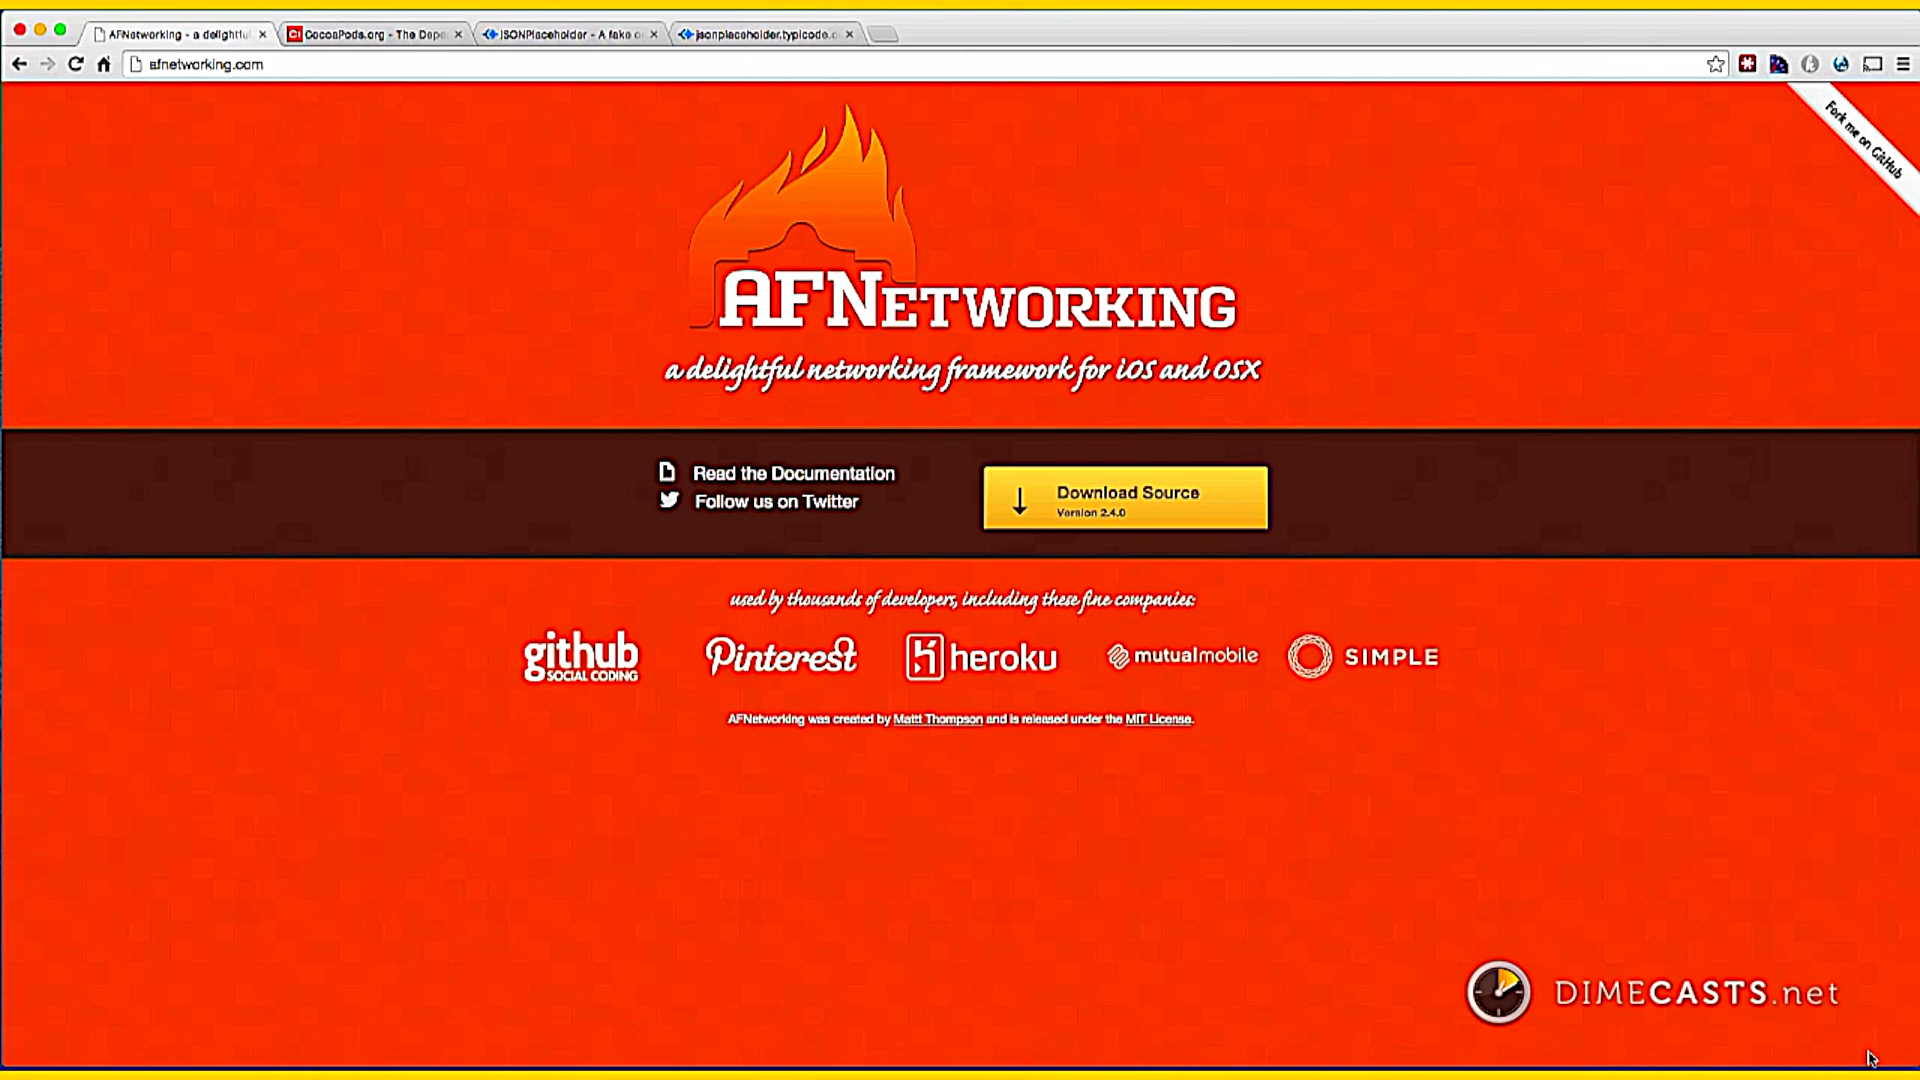 AFNetworking - a delightful
CocoaPods.org - The Depe
JSONPlaceholder - A fake o
jsonplaceholder.typicode.c
afnetworking.com
Fork me on GitHub
AFNETWORKING
a delightful networking framework for iOS and OSX
Read the Documentation
Follow us on Twitter
Download Source
Version 2.4.0
used by thousands of developers, including these fine companies:
github
SOCIAL CODING
Pinterest
heroku
mutualmobile
SIMPLE
AFNetworking was created by Mattt Thompson and is released under the MIT License.
DIMECASTS.net